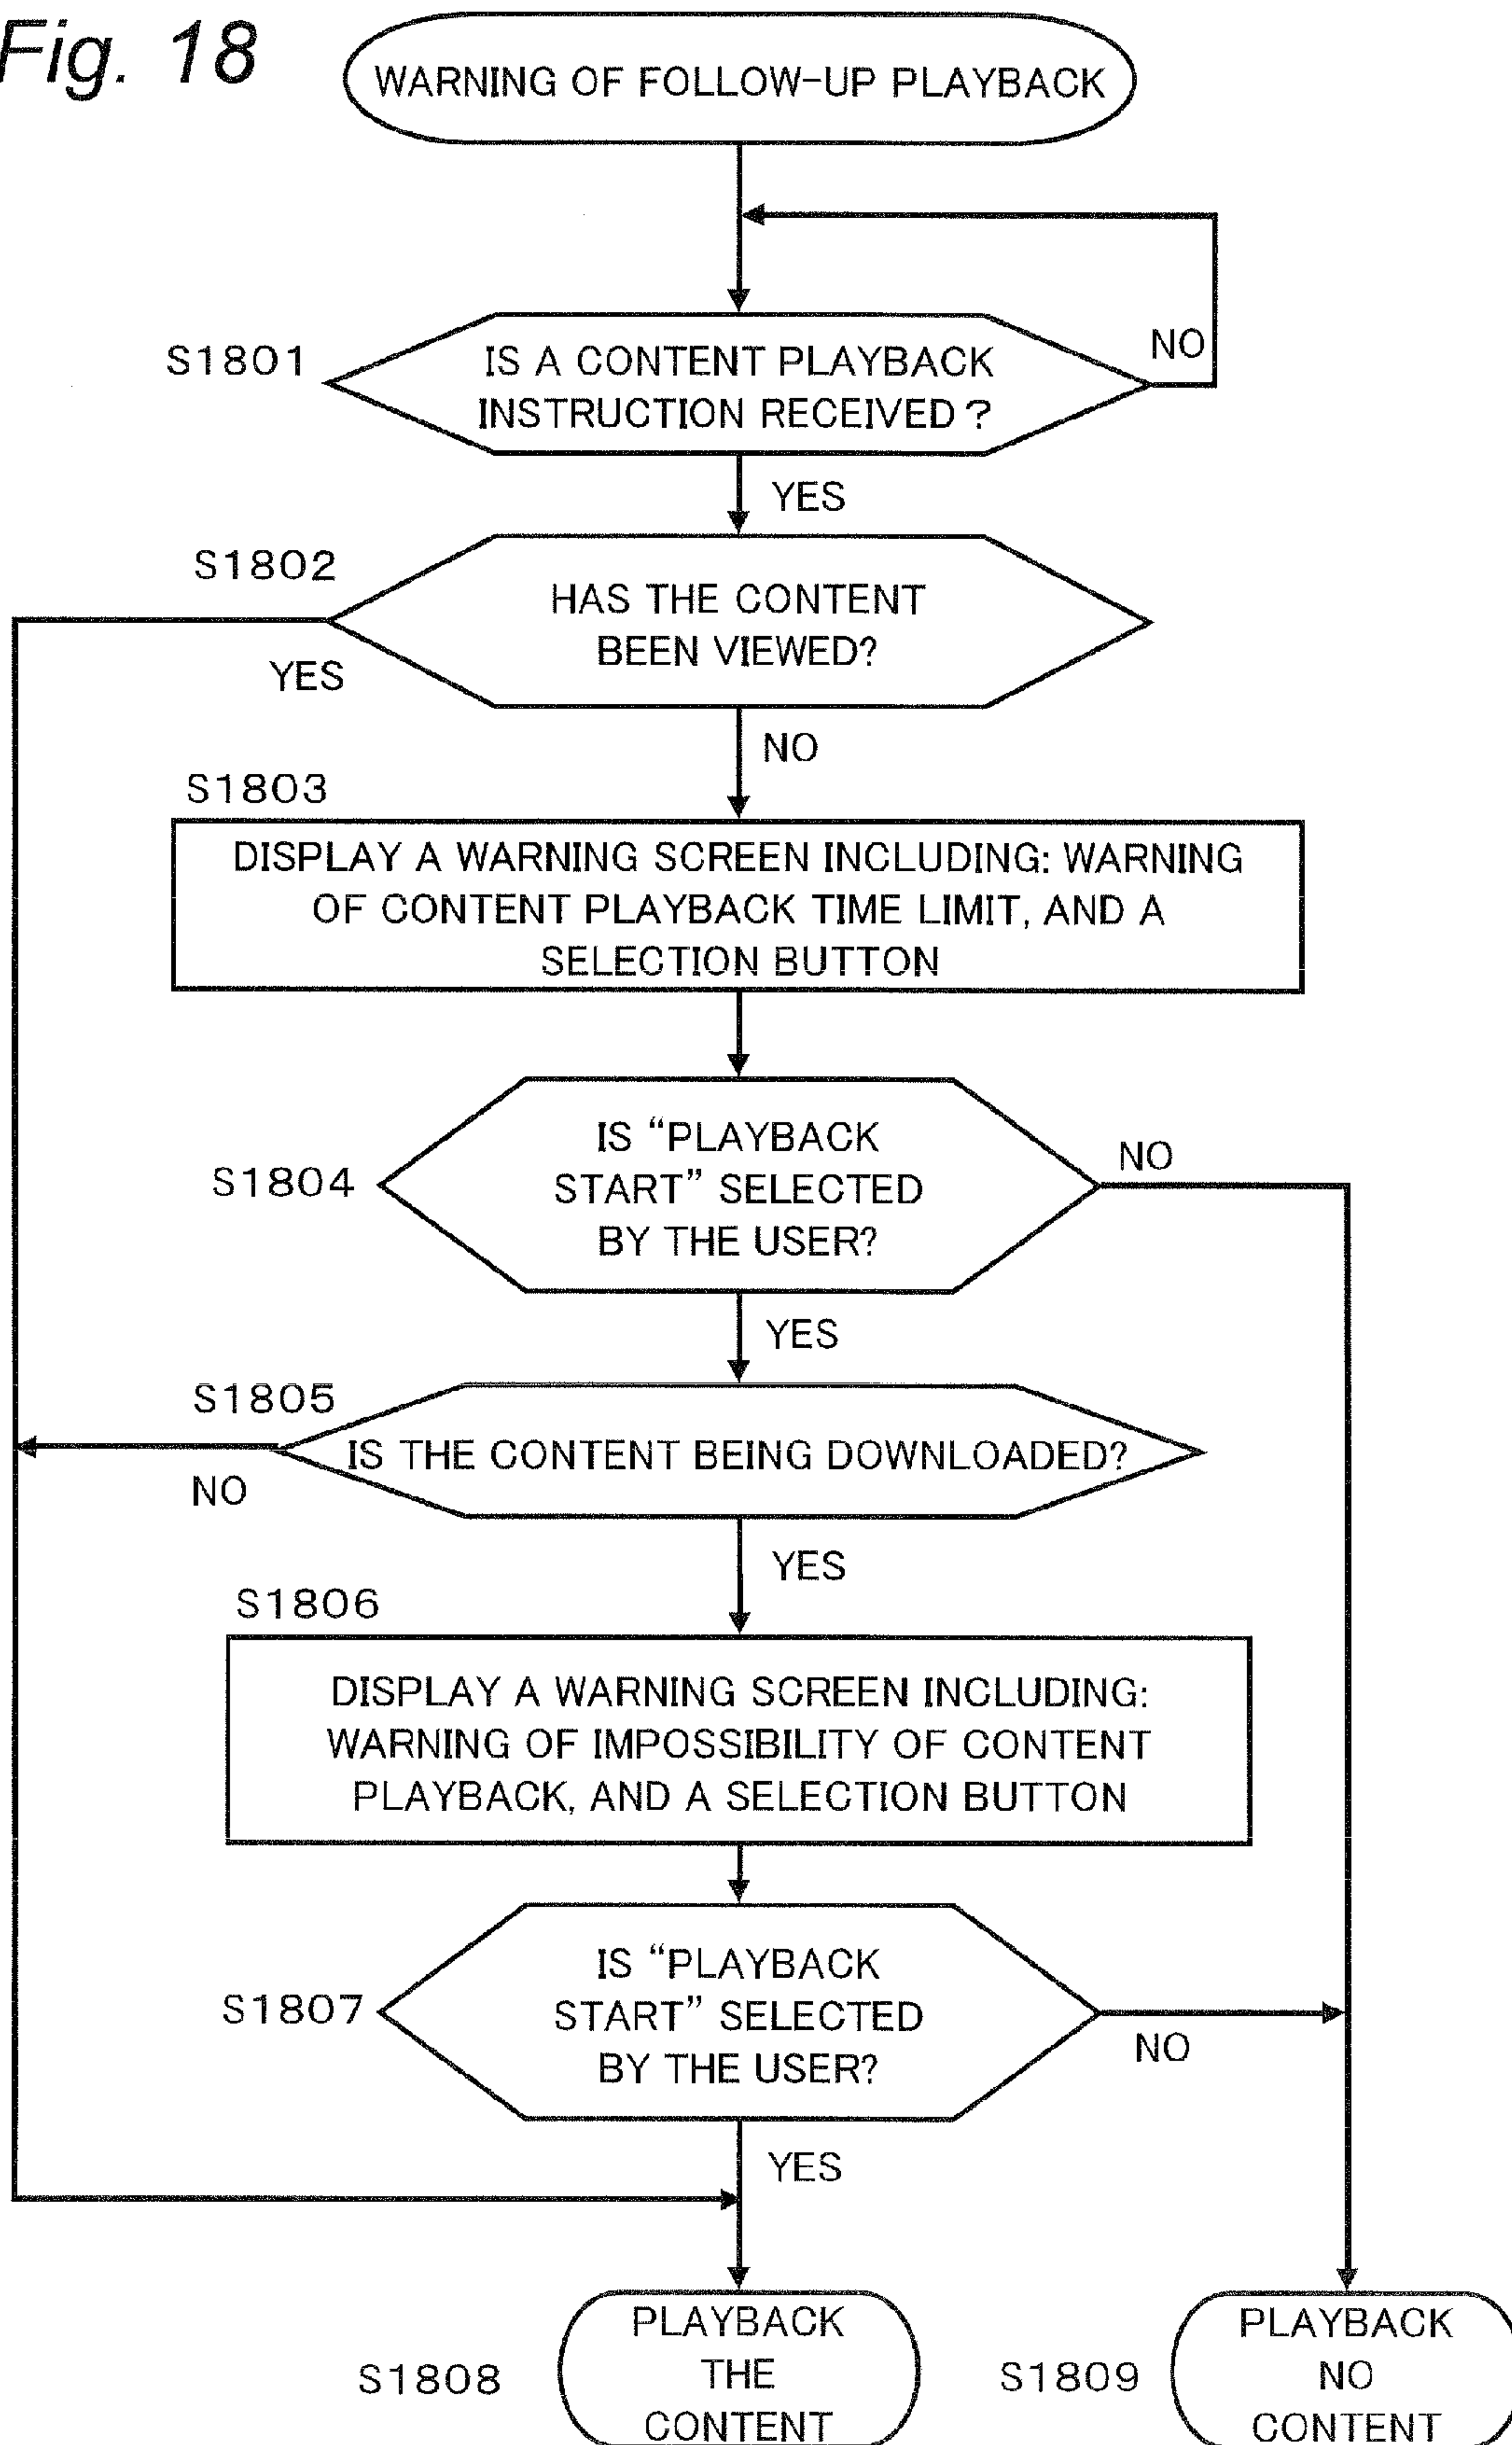 Fig. 18
WARNING OF FOLLOW-UP PLAYBACK
S1801
IS A CONTENT PLAYBACK
INSTRUCTION RECEIVED?
NO
YES
S1802
HAS THE CONTENT
BEEN VIEWED?
YES
NO
S1803
DISPLAY A WARNING SCREEN INCLUDING: WARNING
OF CONTENT PLAYBACK TIME LIMIT, AND A
SELECTION BUTTON
S1804
IS “PLAYBACK
START” SELECTED
BY THE USER?
NO
YES
S1805
IS THE CONTENT BEING DOWNLOADED?
NO
YES
S1806
DISPLAY A WARNING SCREEN INCLUDING:
WARNING OF IMPOSSIBILITY OF CONTENT
PLAYBACK, AND A SELECTION BUTTON
S1807
IS “PLAYBACK
START” SELECTED
BY THE USER?
NO
YES
S1808
PLAYBACK
THE
CONTENT
S1809
PLAYBACK
NO
CONTENT